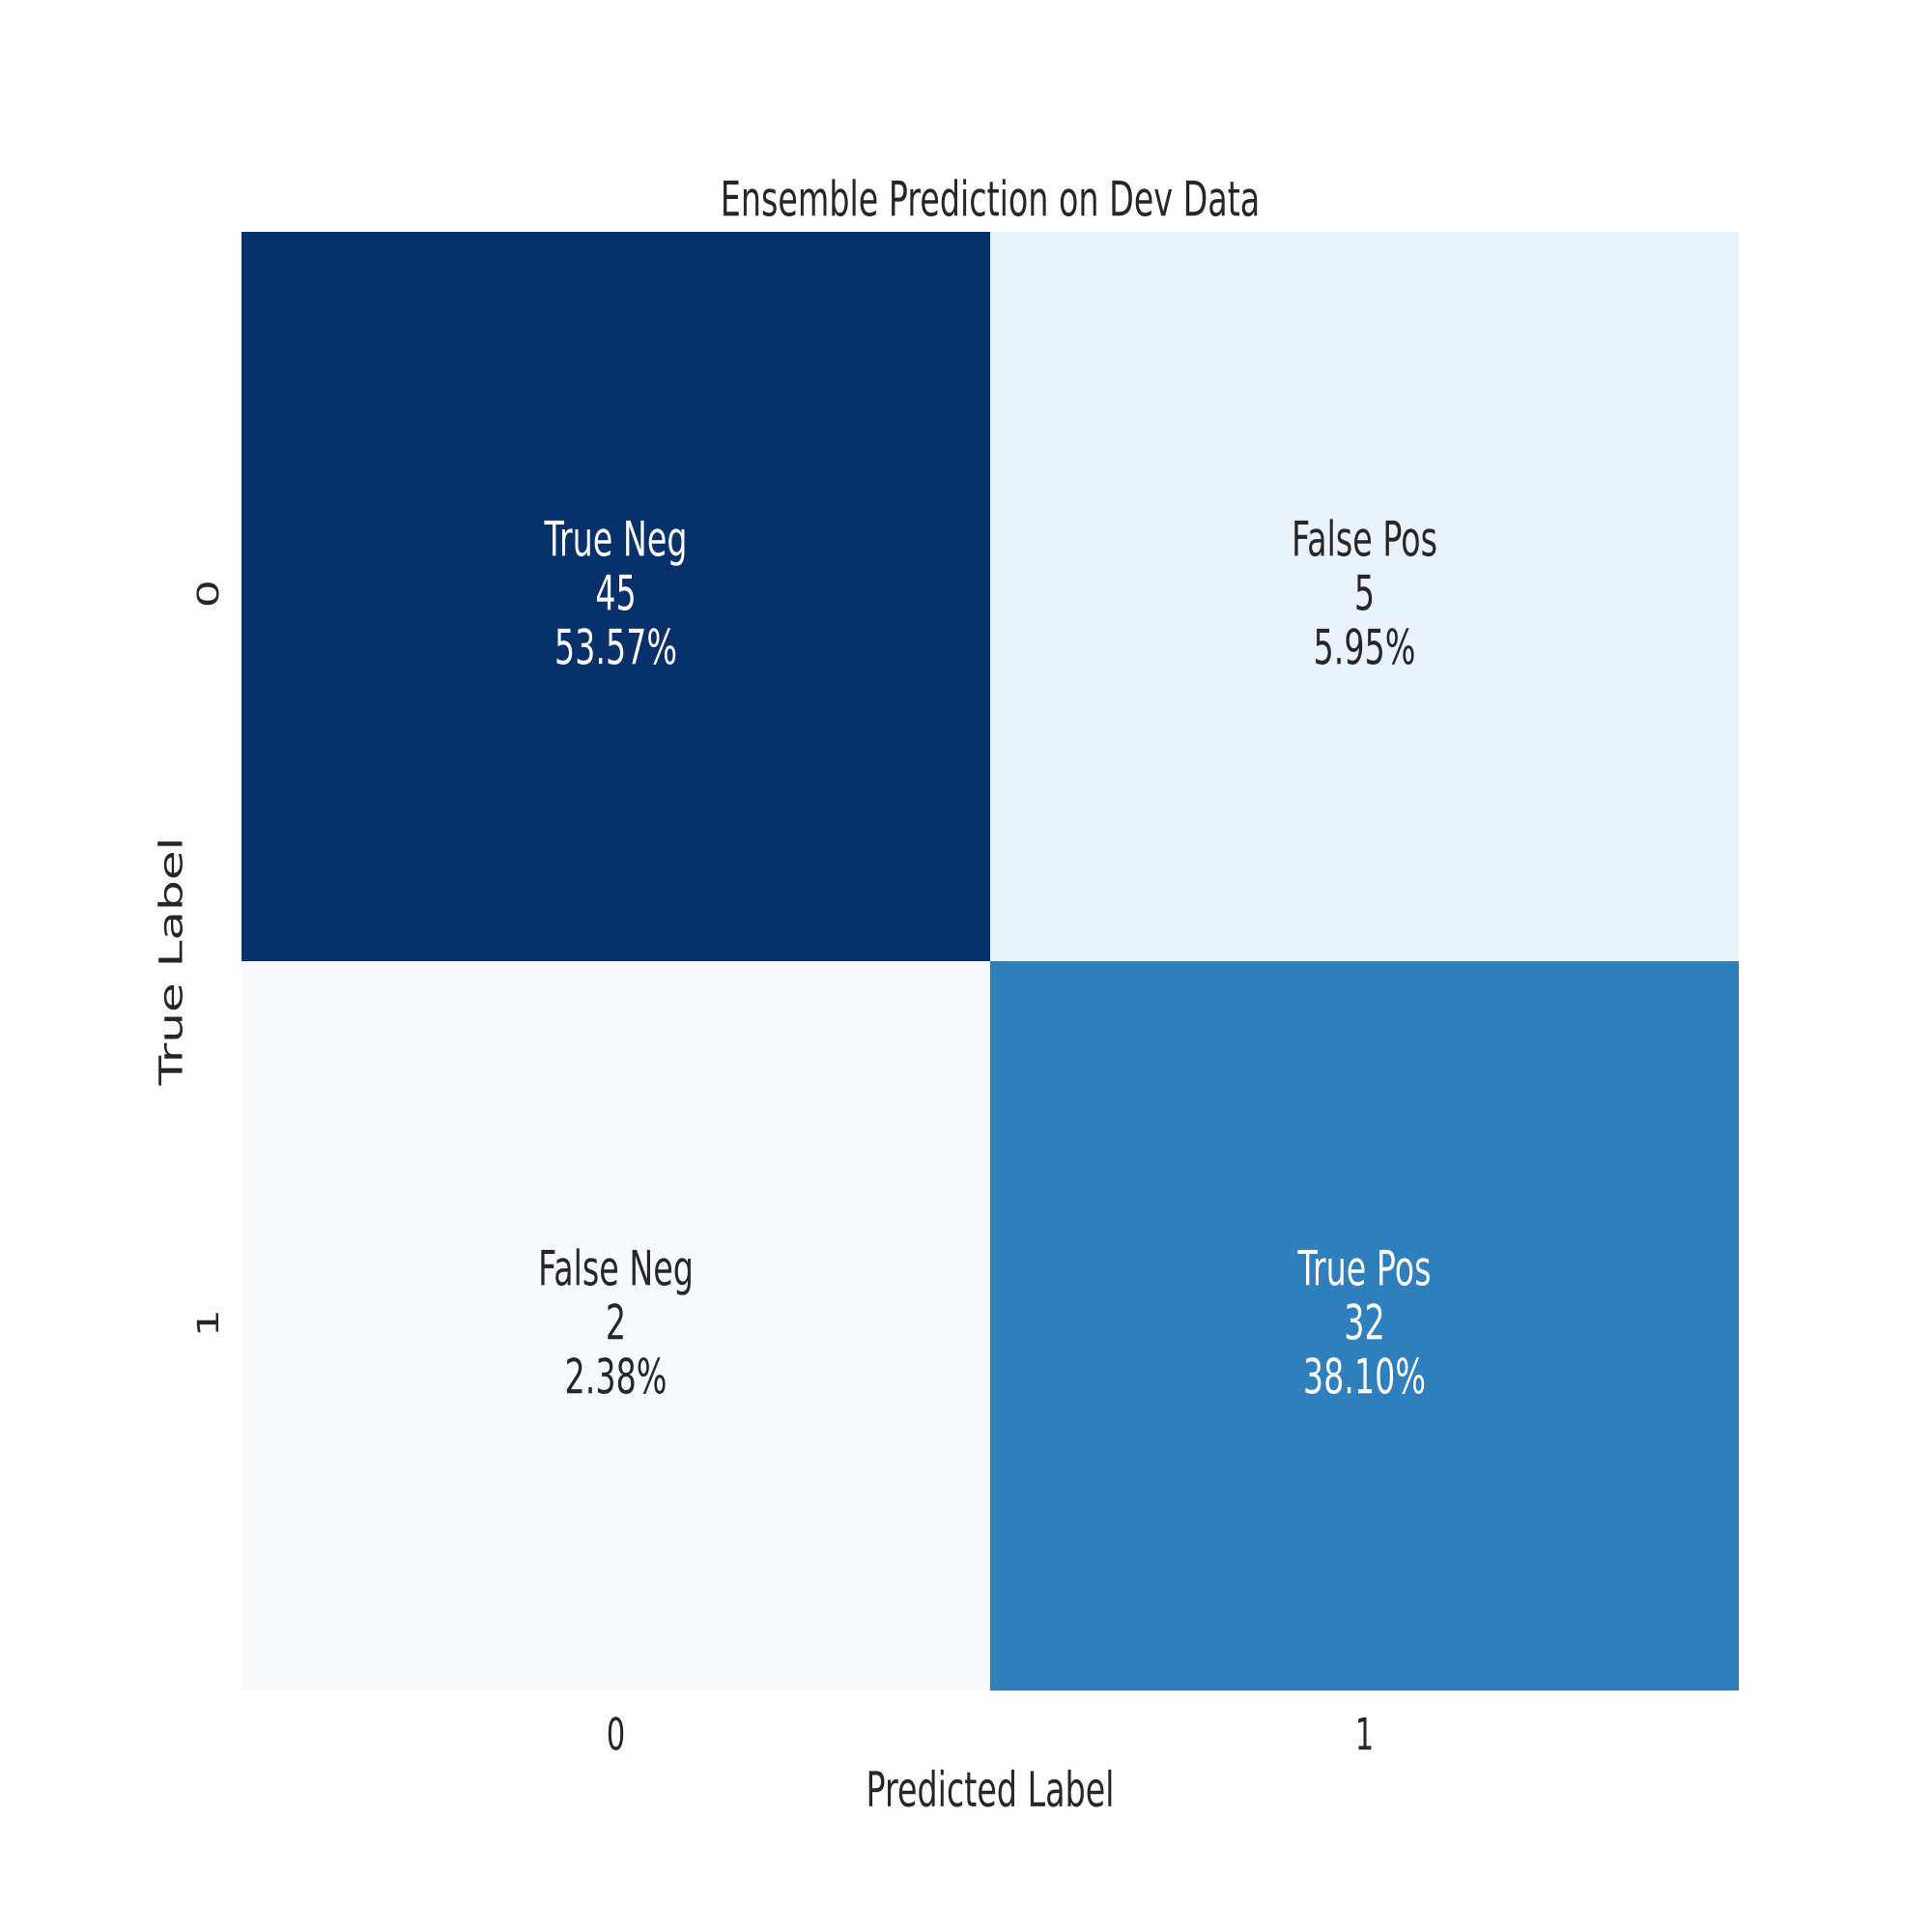 Ensemble Prediction on Dev Data
True Neg
45
53.57%
False Pos
5
5.95%
0
True Label
False Neg
2
2.38%
True Pos
32
38.10%
1
0
1
Predicted Label